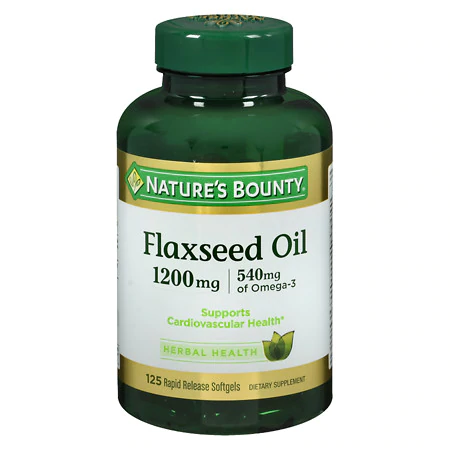 NATURE'S BOUNTY®
Flaxseed Oil
1200mg | 540mg
of Omega-3
Supports
Cardiovascular Health*
HERBAL HEALTH
125 Rapid Release Softgels DIETARY SUPPLEMENT